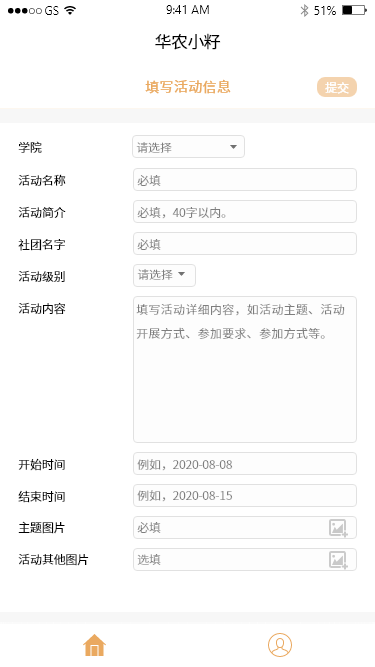 GS 9:41 AM 51%
华农小籽
填写活动信息 提交
学院 请选择
活动名称 必填
活动简介 必填，40字以内。
社团名字 必填
活动级别 请选择
活动内容 填写活动详细内容，如活动主题、活动
开展方式、参加要求、参加方式等。
开始时间 例如，2020-08-08
结束时间 例如，2020-08-15
主题图片 必填
活动其他图片 选填